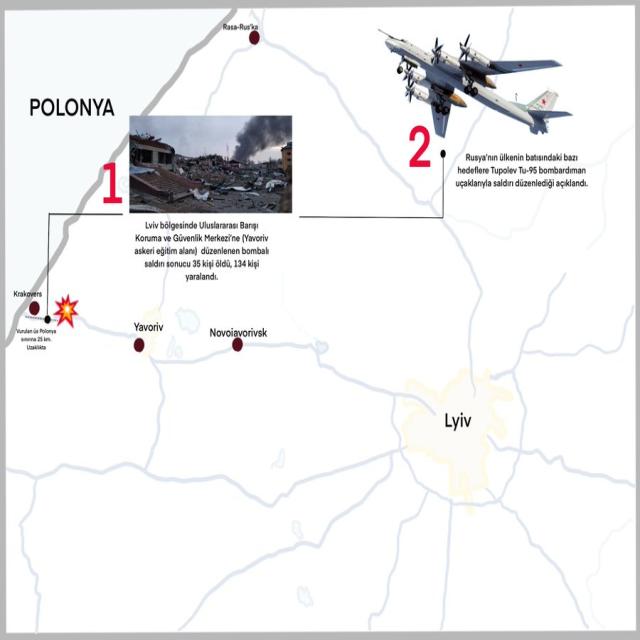 Rasa-Rus'ka
POLONYA
1
2
Rusya'nın ülkenin batısındaki bazı
hedeflere Tupolev Tu-95 bombardıman
uçaklarıyla saldırı düzenlediği açıklandı.
Lviv bölgesinde Uluslararası Barışı
Koruma ve Güvenlik Merkezi'ne (Yavoriv
askeri eğitim alanı) düzenlenen bombalı
saldırı sonucu 35 kişi öldü, 134 kişi
yaralandı.
Krakovers
Vurulan üs Polonya
sınırına 25 km.
Uzaklıkta
Yavoriv
Novoiavorivsk
Lyiv